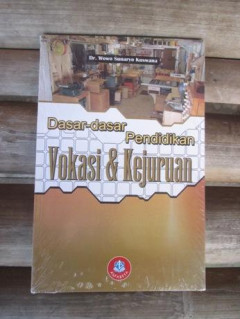 Dr. Wowo Sunaryo Kuswana
Dasar-dasar
Pendidikan
Vokasi & Kejuruan